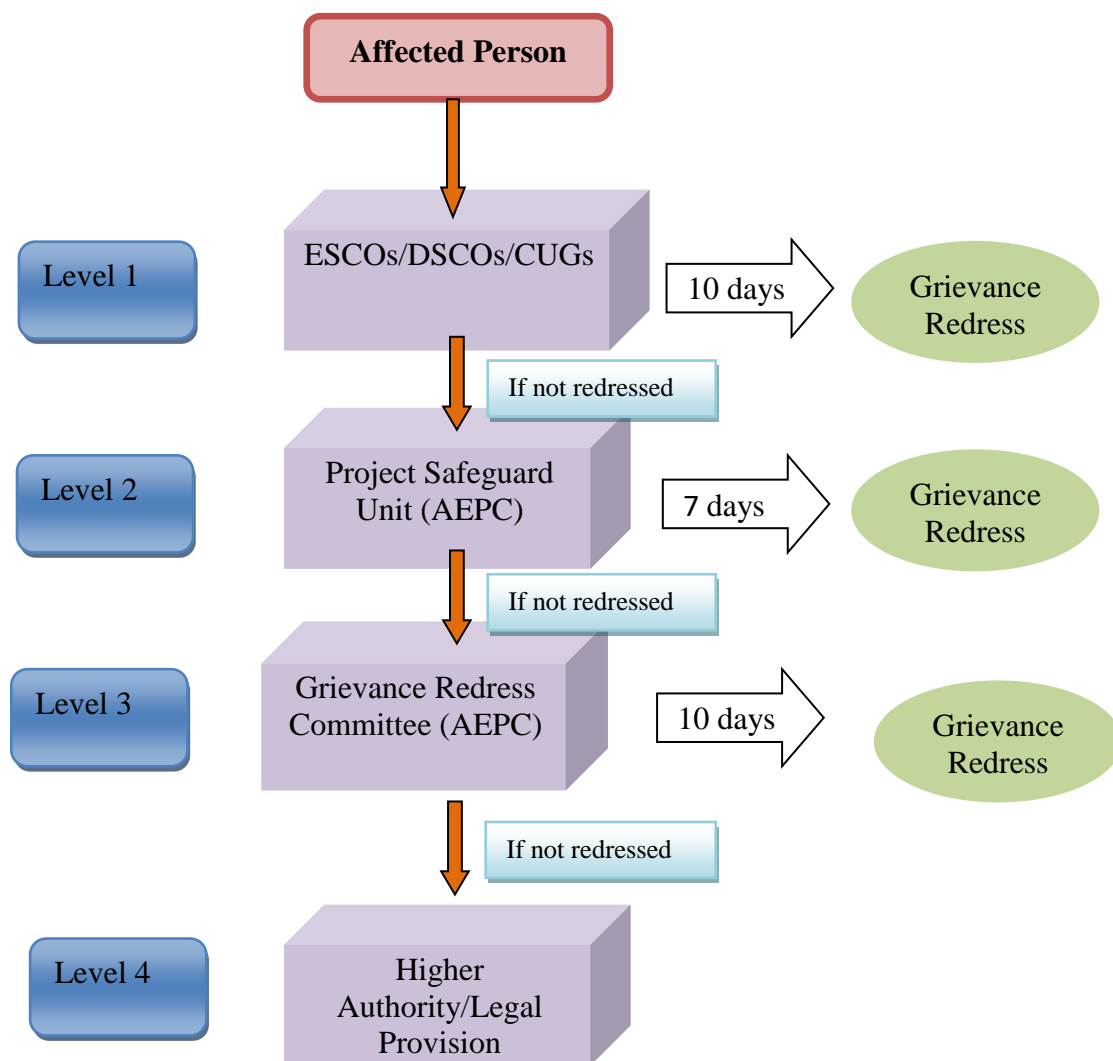 Affected Person
Level 1
ESCOs/DSCOs/CUGs
10 days
Grievance
Redress
If not redressed
Level 2
Project Safeguard
Unit (AEPC)
7 days
Grievance
Redress
If not redressed
Level 3
Grievance Redress
Committee (AEPC)
10 days
Grievance
Redress
If not redressed
Level 4
Higher
Authority/Legal
Provision